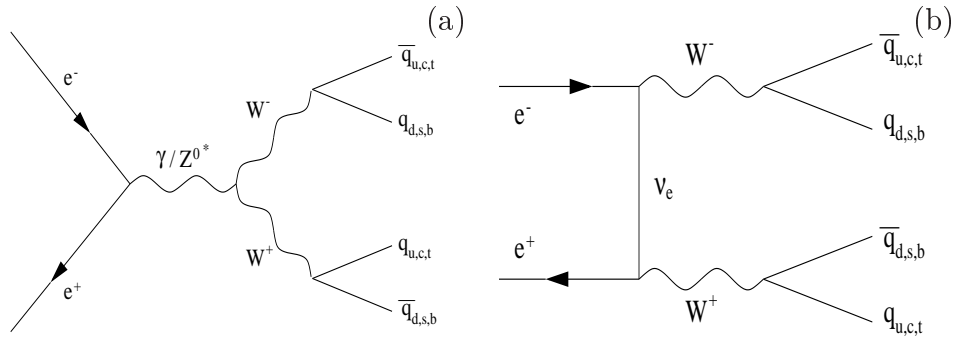 (a)
e⁻
γ/Z⁰*
e⁺
W⁻
W⁺
q̅u,c,t
qd,s,b
qu,c,t
q̅d,s,b
(b)
e⁻
e⁺
νe
W⁻
W⁺
q̅u,c,t
qd,s,b
q̅d,s,b
qu,c,t